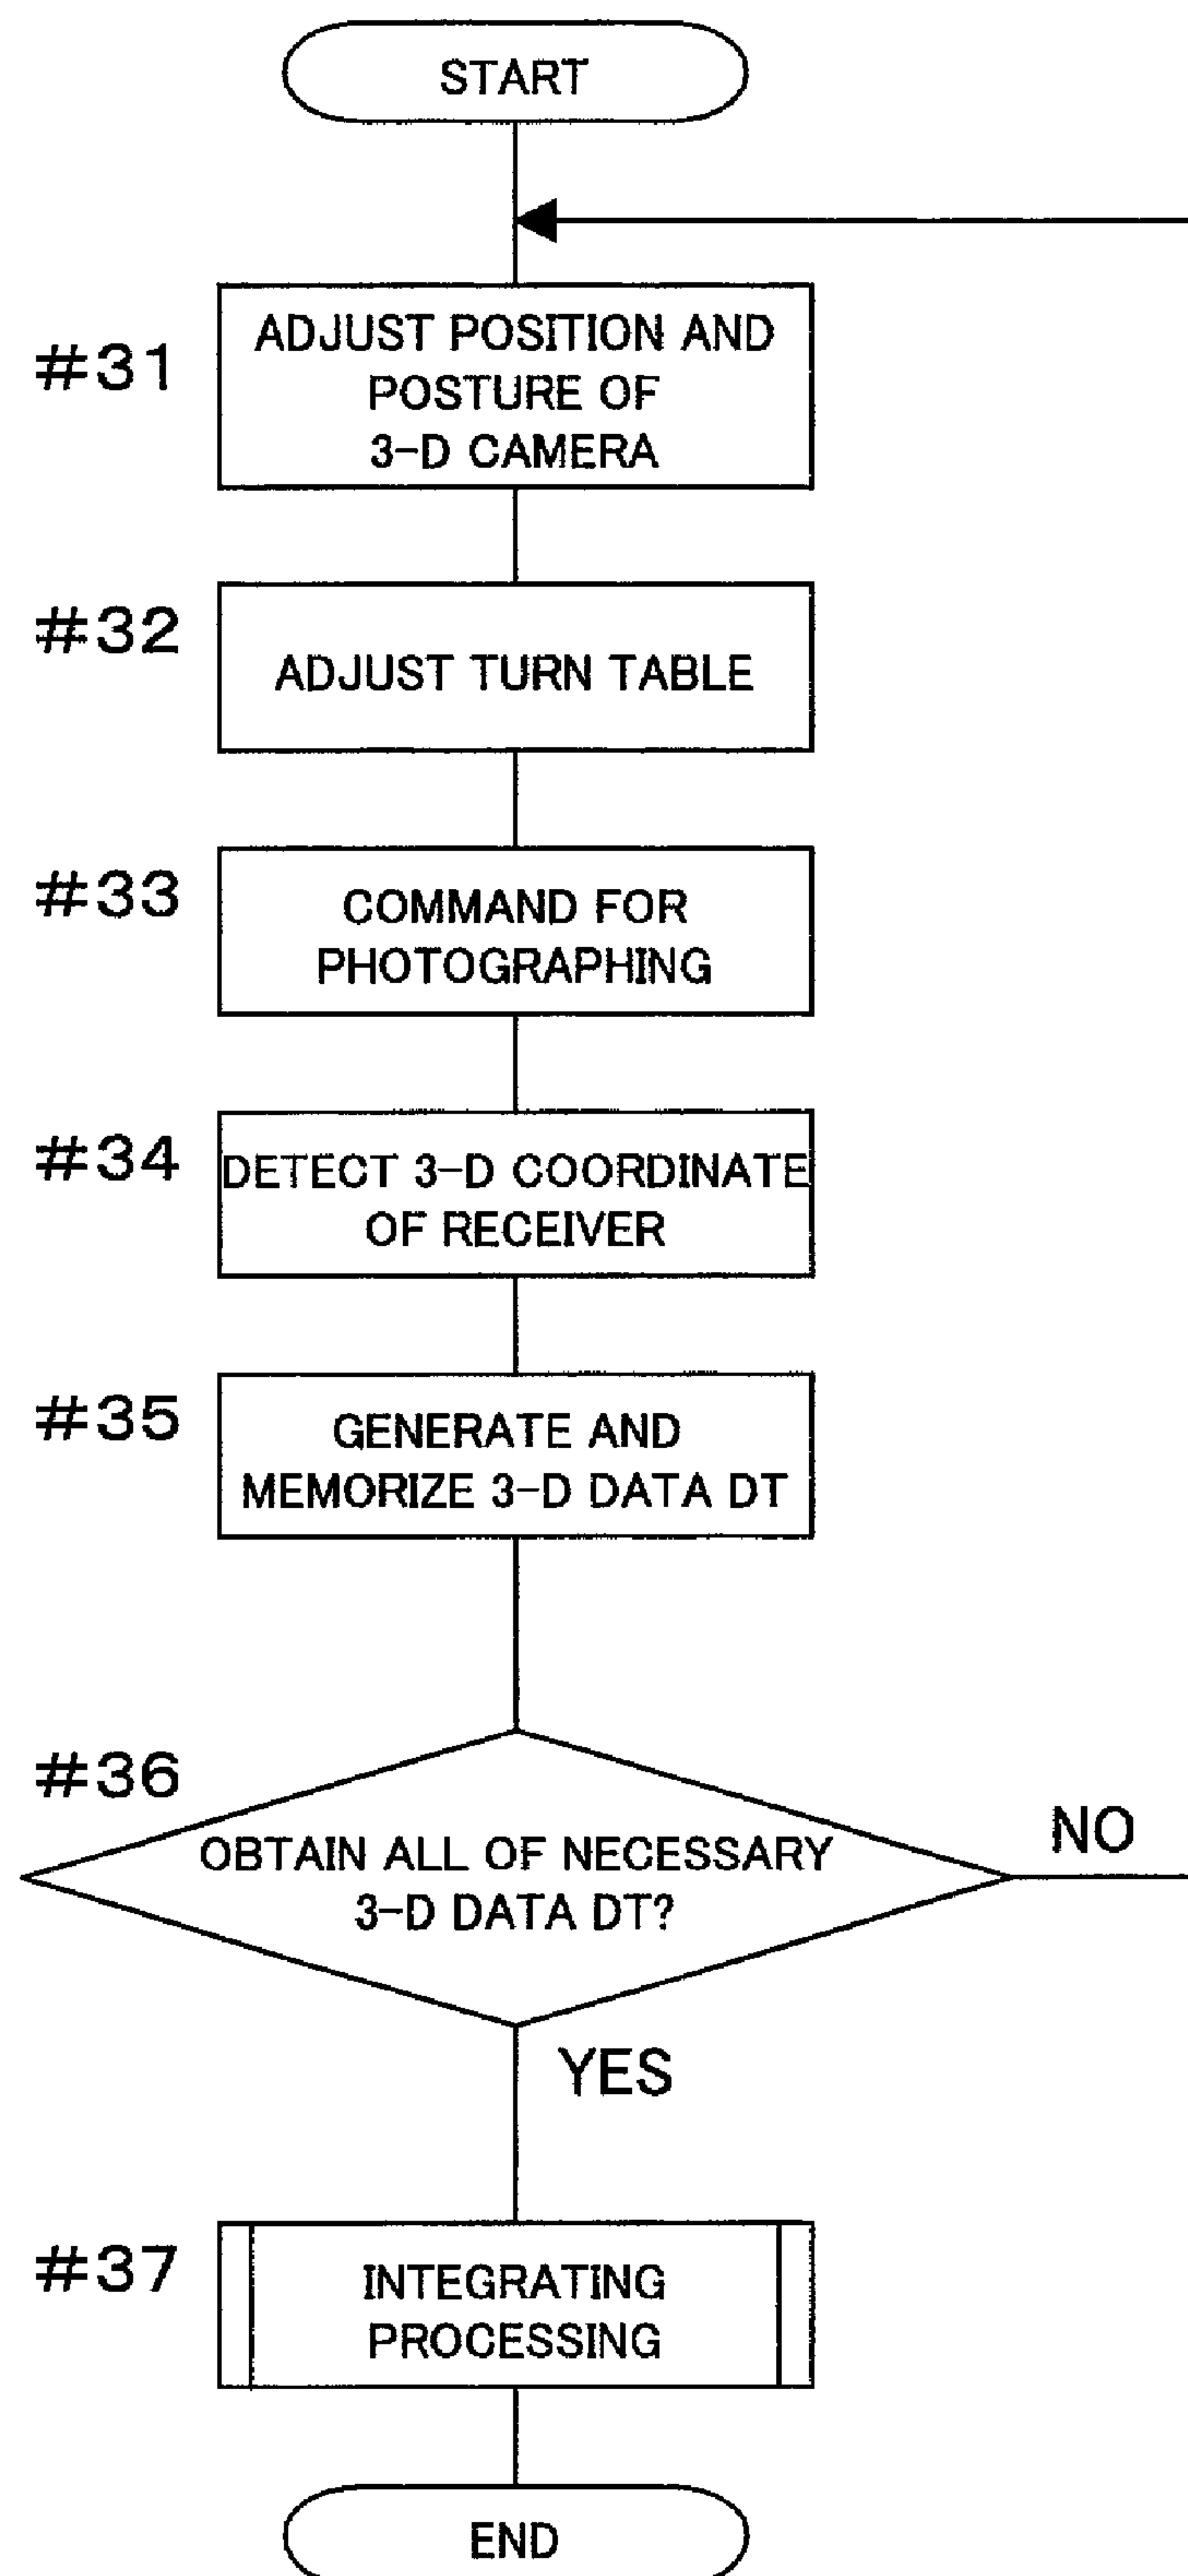 START
#31
ADJUST POSITION AND
POSTURE OF
3-D CAMERA
#32
ADJUST TURN TABLE
#33
COMMAND FOR
PHOTOGRAPHING
#34
DETECT 3-D COORDINATE
OF RECEIVER
#35
GENERATE AND
MEMORIZE 3-D DATA DT
#36
OBTAIN ALL OF NECESSARY
3-D DATA DT?
NO
YES
#37
INTEGRATING
PROCESSING
END